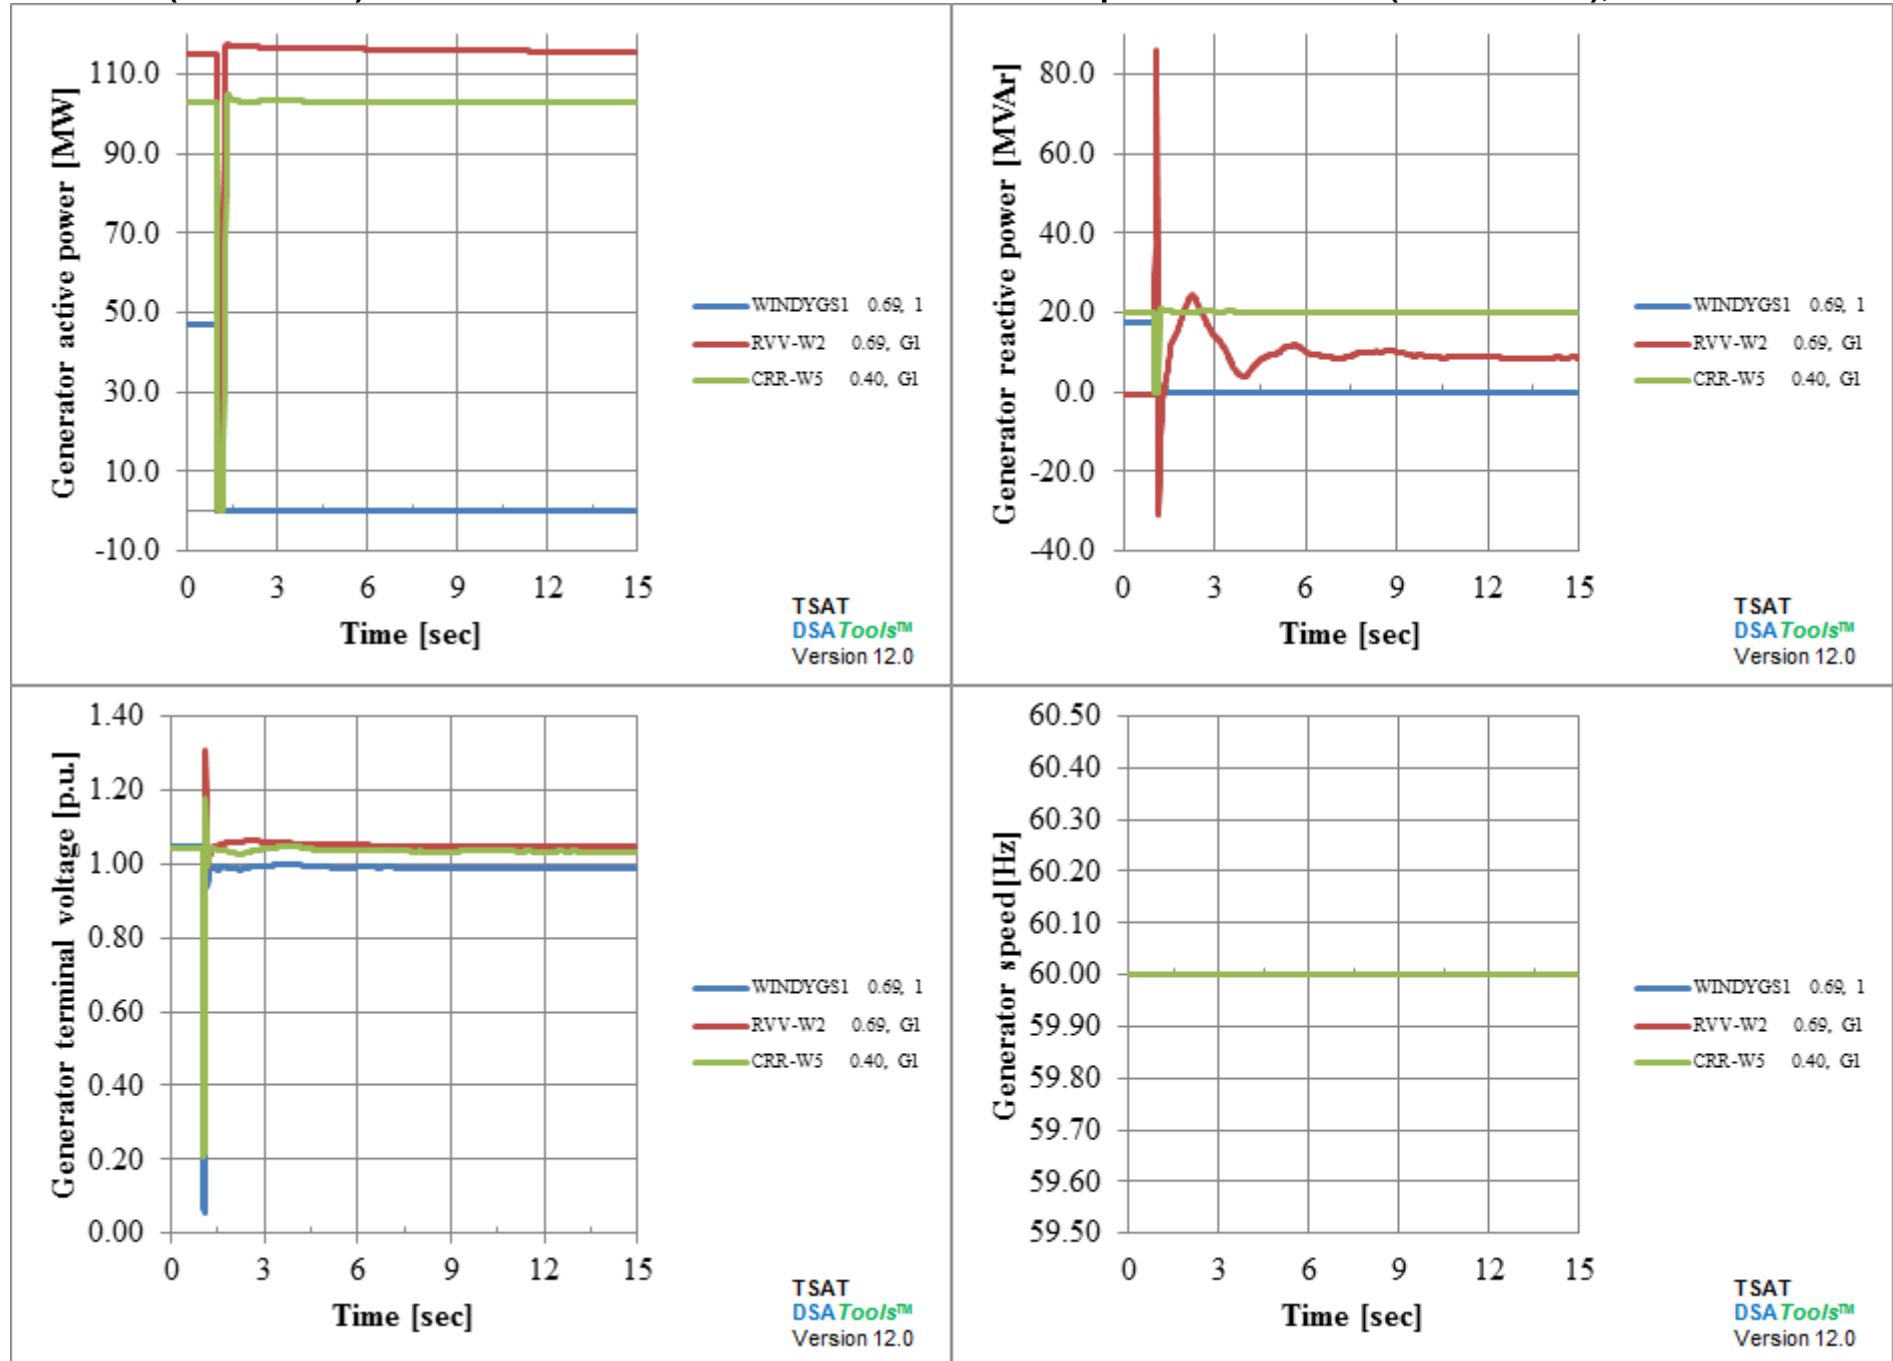 Generator active power [MW]
110.0
90.0
70.0
50.0
30.0
10.0
-10.0
0 3 6 9 12 15
Time [sec]
WINDYGS1 0.69, 1
RVV-W2 0.69, G1
CRR-W5 0.40, G1
TSAT
DSATools™
Version 12.0
Generator reactive power [MVAr]
80.0
60.0
40.0
20.0
0.0
-20.0
-40.0
0 3 6 9 12 15
Time [sec]
WINDYGS1 0.69, 1
RVV-W2 0.69, G1
CRR-W5 0.40, G1
TSAT
DSATools™
Version 12.0
Generator terminal voltage [p.u.]
1.40
1.20
1.00
0.80
0.60
0.40
0.20
0.00
0 3 6 9 12 15
Time [sec]
WINDYGS1 0.69, 1
RVV-W2 0.69, G1
CRR-W5 0.40, G1
TSAT
DSATools™
Version 12.0
Generator speed[Hz]
60.50
60.40
60.30
60.20
60.10
60.00
59.90
59.80
59.70
59.60
59.50
0 3 6 9 12 15
Time [sec]
WINDYGS1 0.69, 1
RVV-W2 0.69, G1
CRR-W5 0.40, G1
TSAT
DSATools™
Version 12.0